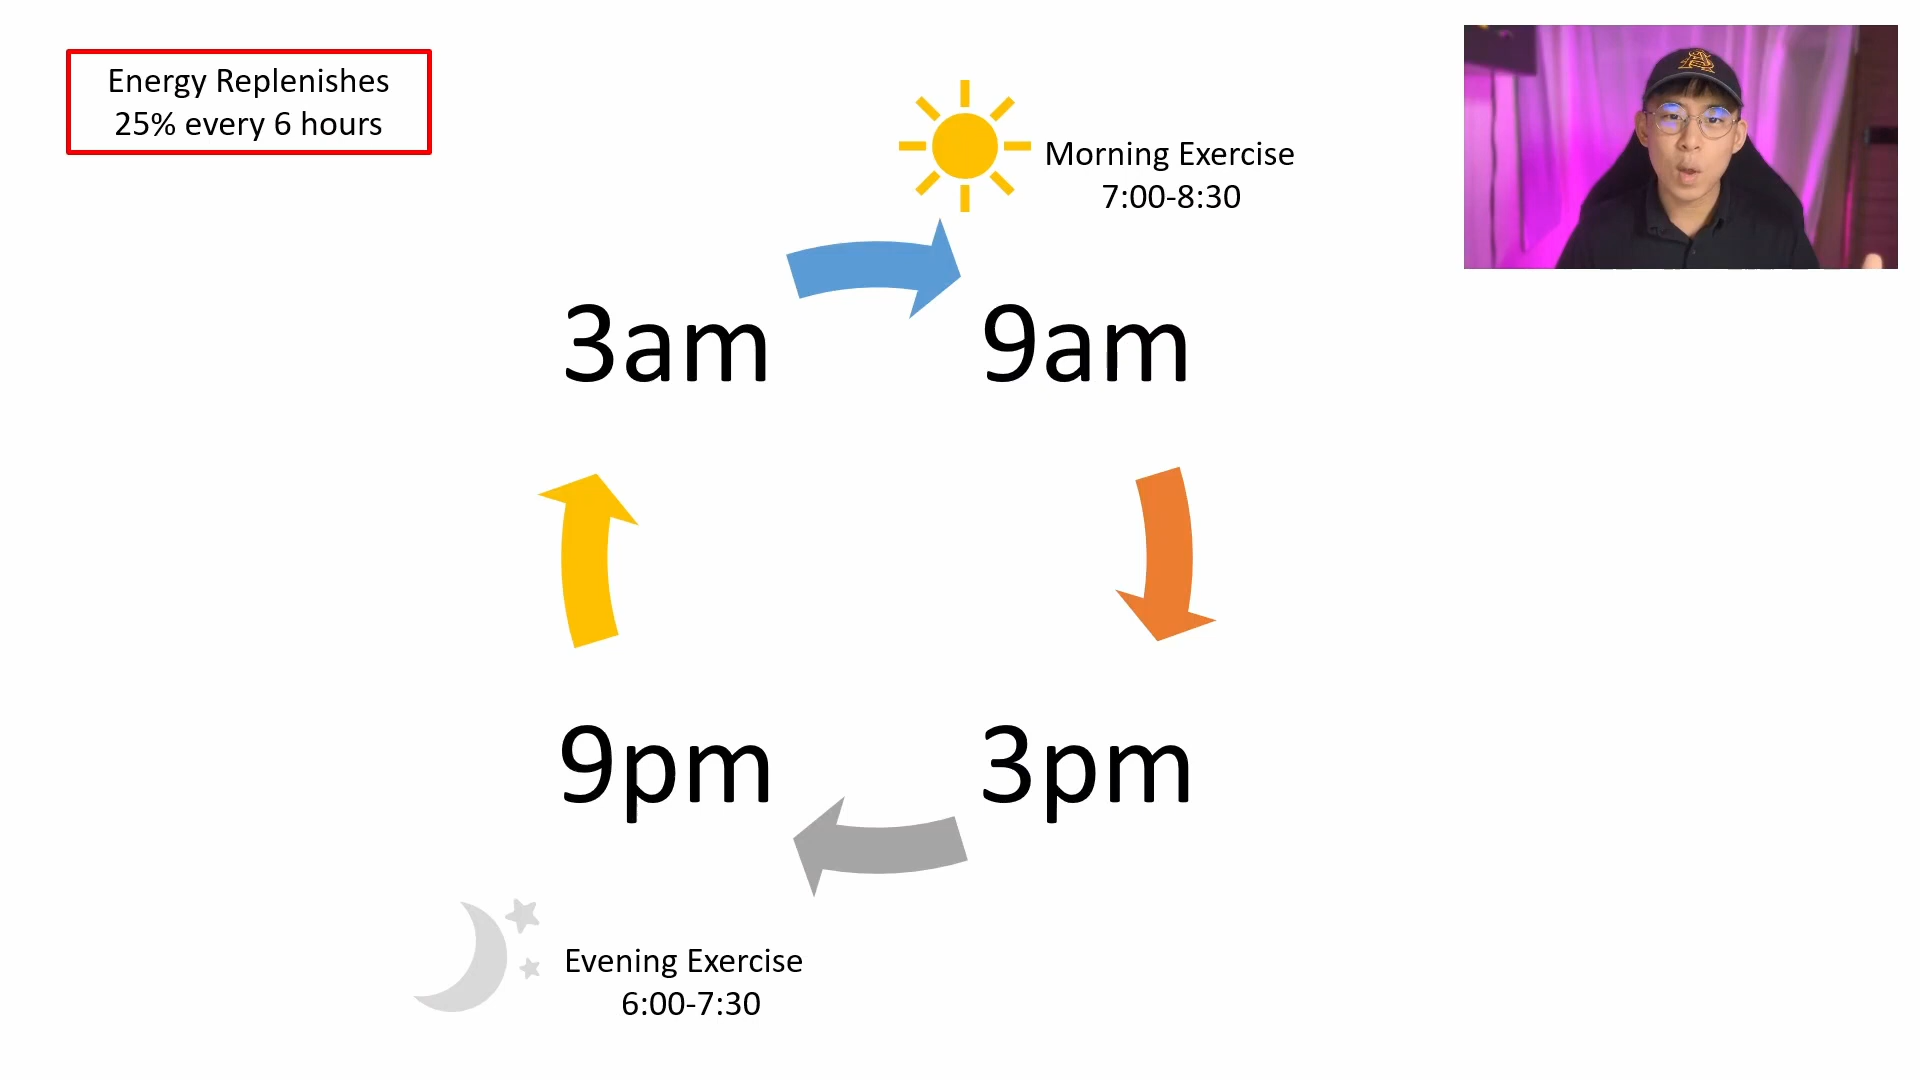 Energy Replenishes
25% every 6 hours
Morning Exercise
7:00-8:30
3am
9am
9pm
3pm
Evening Exercise
6:00-7:30